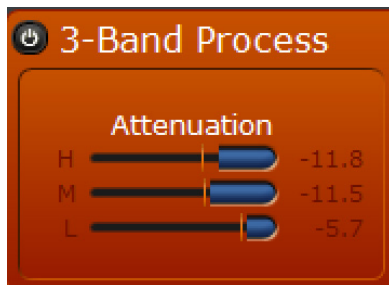 3-Band Process
Attenuation
H -11.8
M -11.5
L -5.7